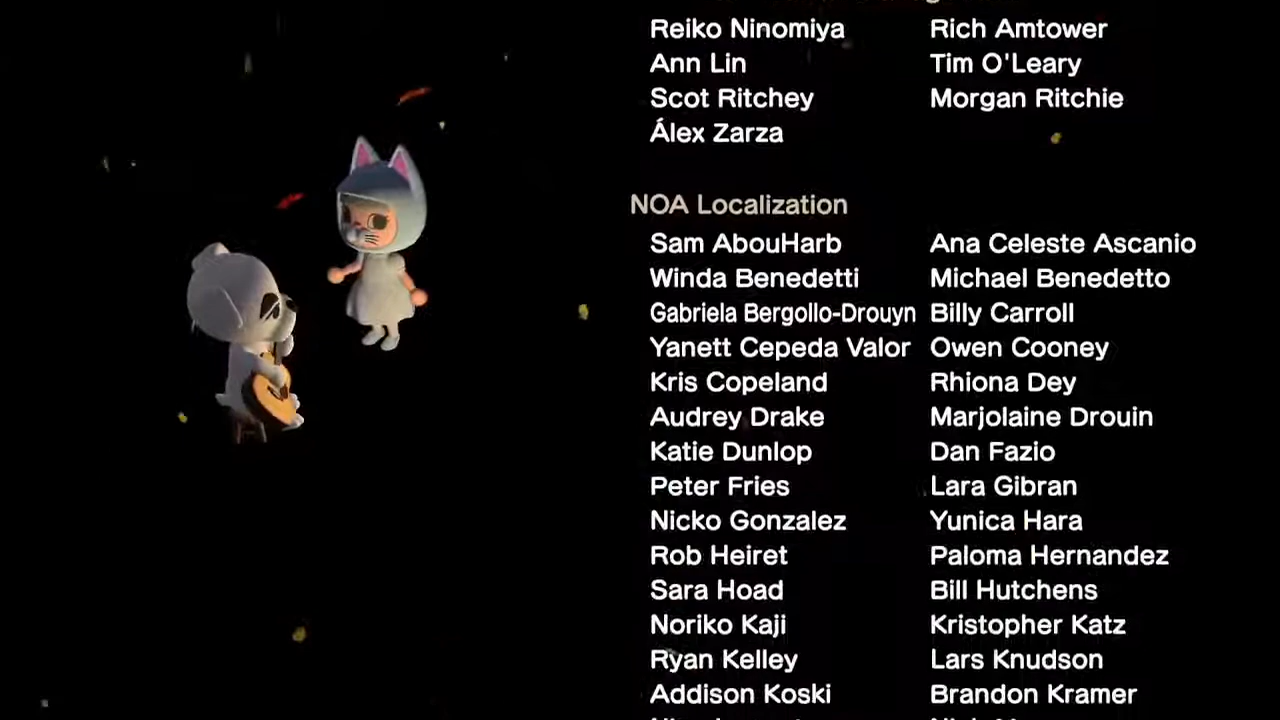 Reiko Ninomiya Rich Amtower
Ann Lin Tim O'Leary
Scot Ritchey Morgan Ritchie
Álex Zarza
NOA Localization
Sam AbouHarb Ana Celeste Ascanio
Winda Benedetti Michael Benedetto
Gabriela Bergollo-Drouyn Billy Carroll
Yanett Cepeda Valor Owen Cooney
Kris Copeland Rhiona Dey
Audrey Drake Marjolaine Drouin
Katie Dunlop Dan Fazio
Peter Fries Lara Gibran
Nicko Gonzalez Yunica Hara
Rob Heiret Paloma Hernandez
Sara Hoad Bill Hutchens
Noriko Kaji Kristopher Katz
Ryan Kelley Lars Knudson
Addison Koski Brandon Kramer